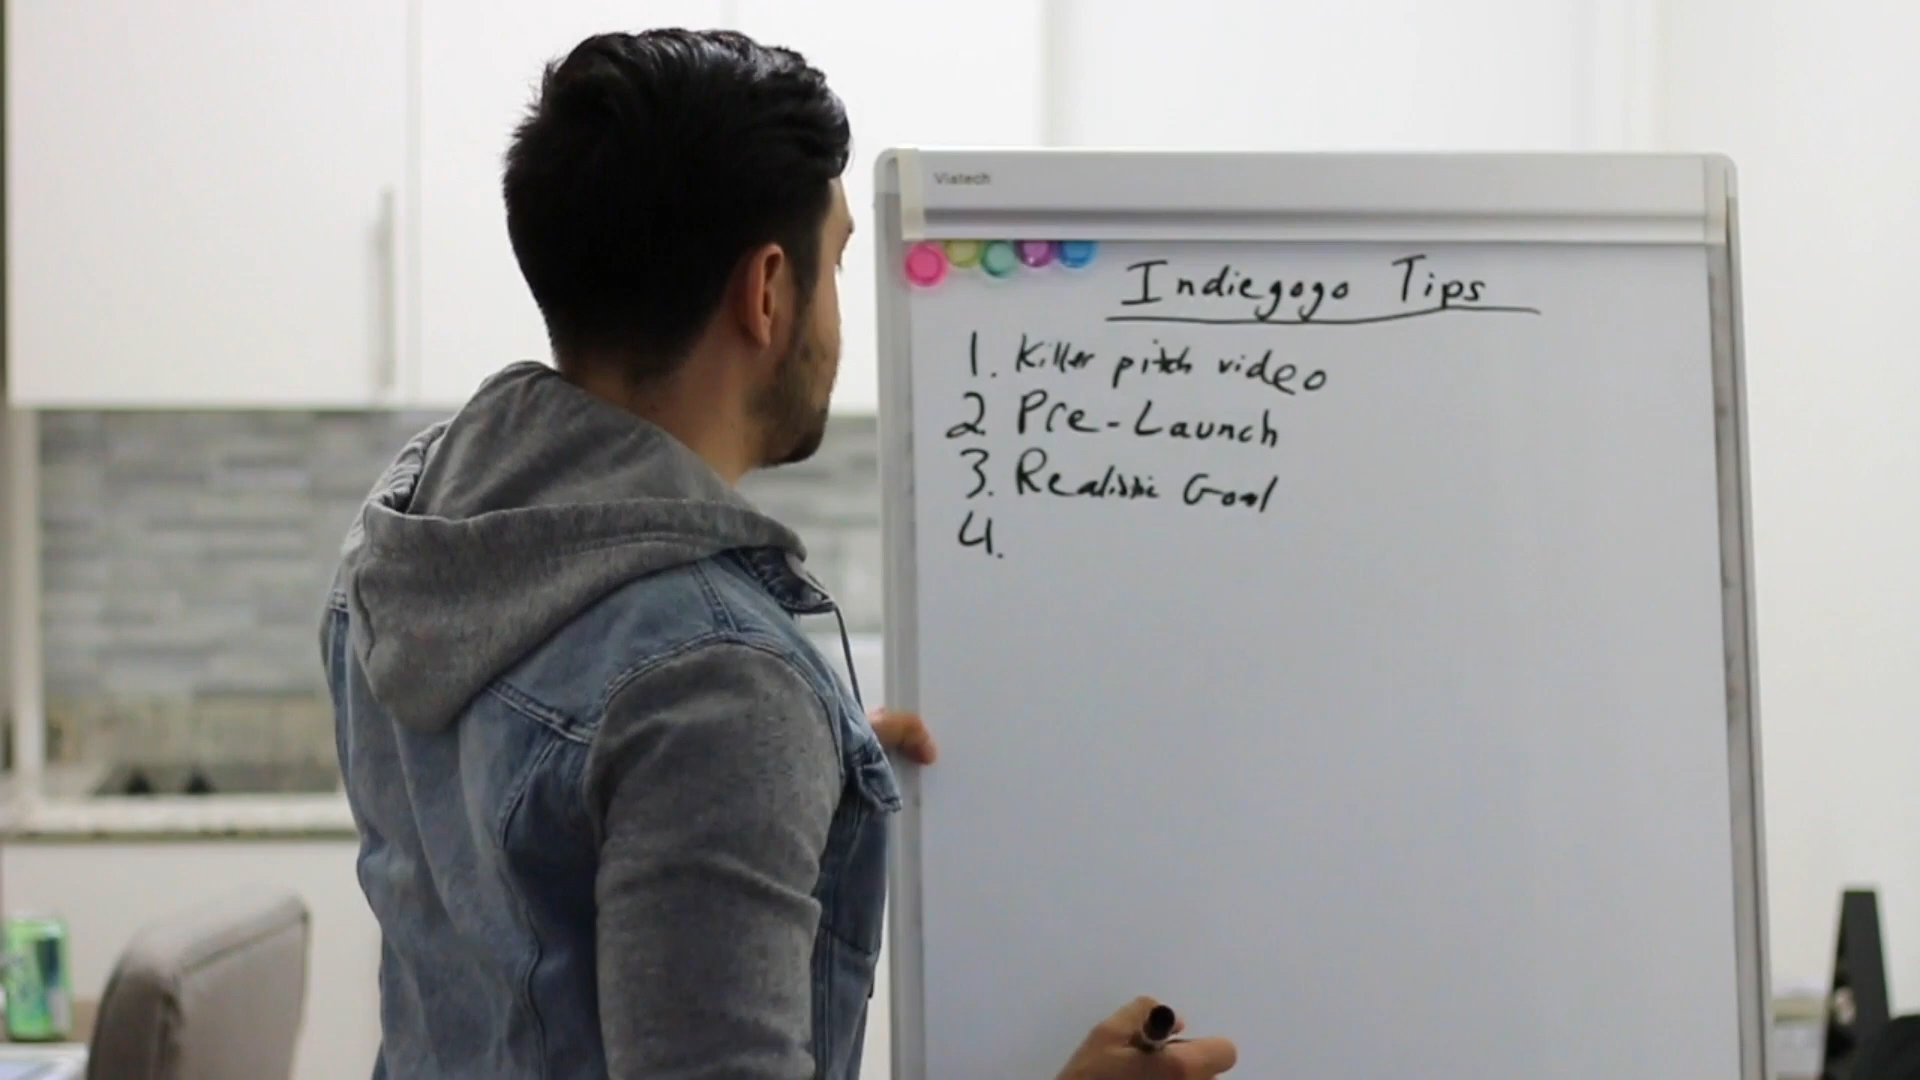 Viatech
Indiegogo Tips
1. Killer pitch video
2. Pre-Launch
3. Realistic Goal
4.